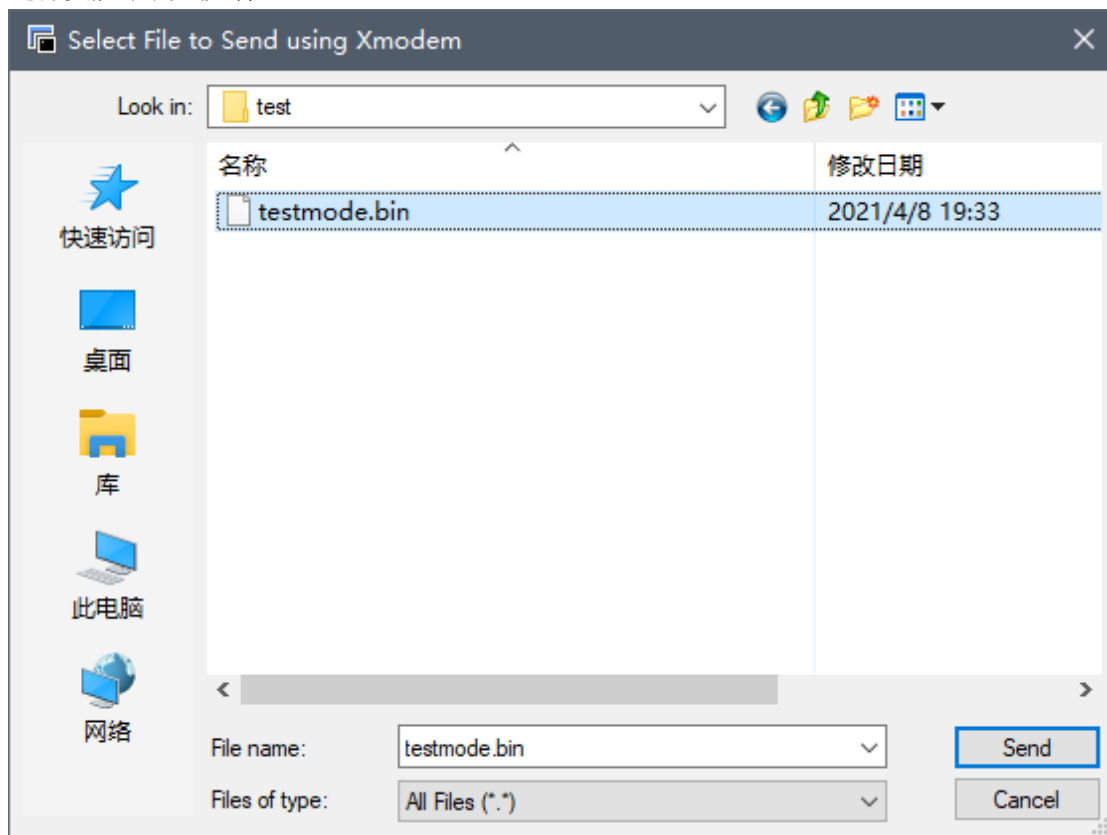 Select File to Send using Xmodem
Look in: test
名称 修改日期
testmode.bin 2021/4/8 19:33
快速访问
桌面
库
此电脑
网络
File name: testmode.bin Send
Files of type: All Files (*.*) Cancel